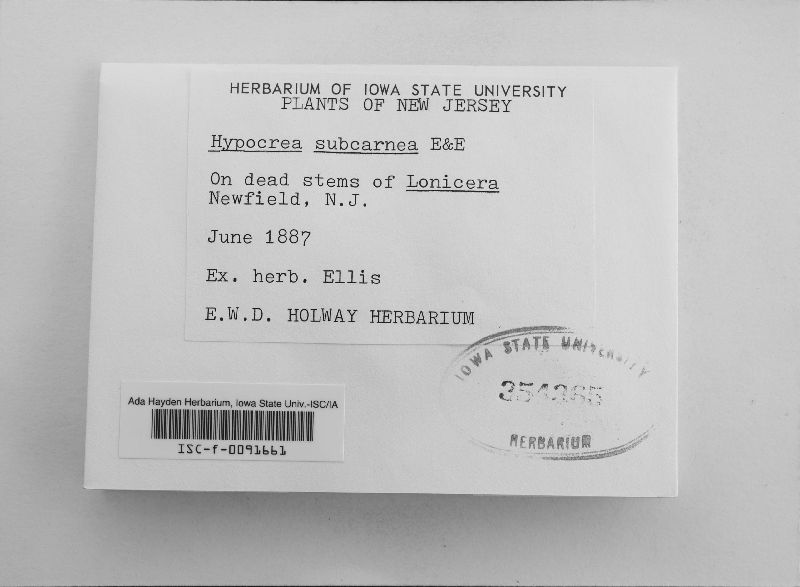 HERBARIUM OF IOWA STATE UNIVERSITY
PLANTS OF NEW JERSEY
Hypocrea subcarnea E&E
On dead stems of Lonicera
Newfield, N.J.
June 1887
Ex. herb. Ellis
E.W.D. HOLWAY HERBARIUM
IOWA STATE UNIVERSITY
HERBARIUM
Ada Hayden Herbarium, Iowa State Univ.-ISC/IA
ISC-f-0091661